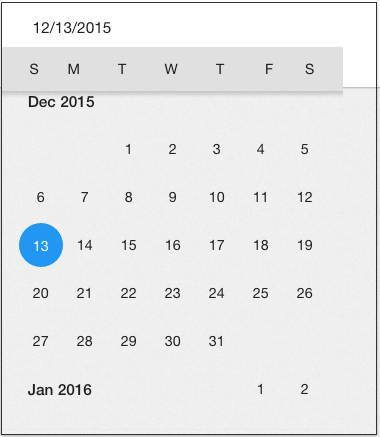 12/13/2015
S M T W T F S
Dec 2015
1 2 3 4 5
6 7 8 9 10 11 12
13 14 15 16 17 18 19
20 21 22 23 24 25 26
27 28 29 30 31
Jan 2016 1 2